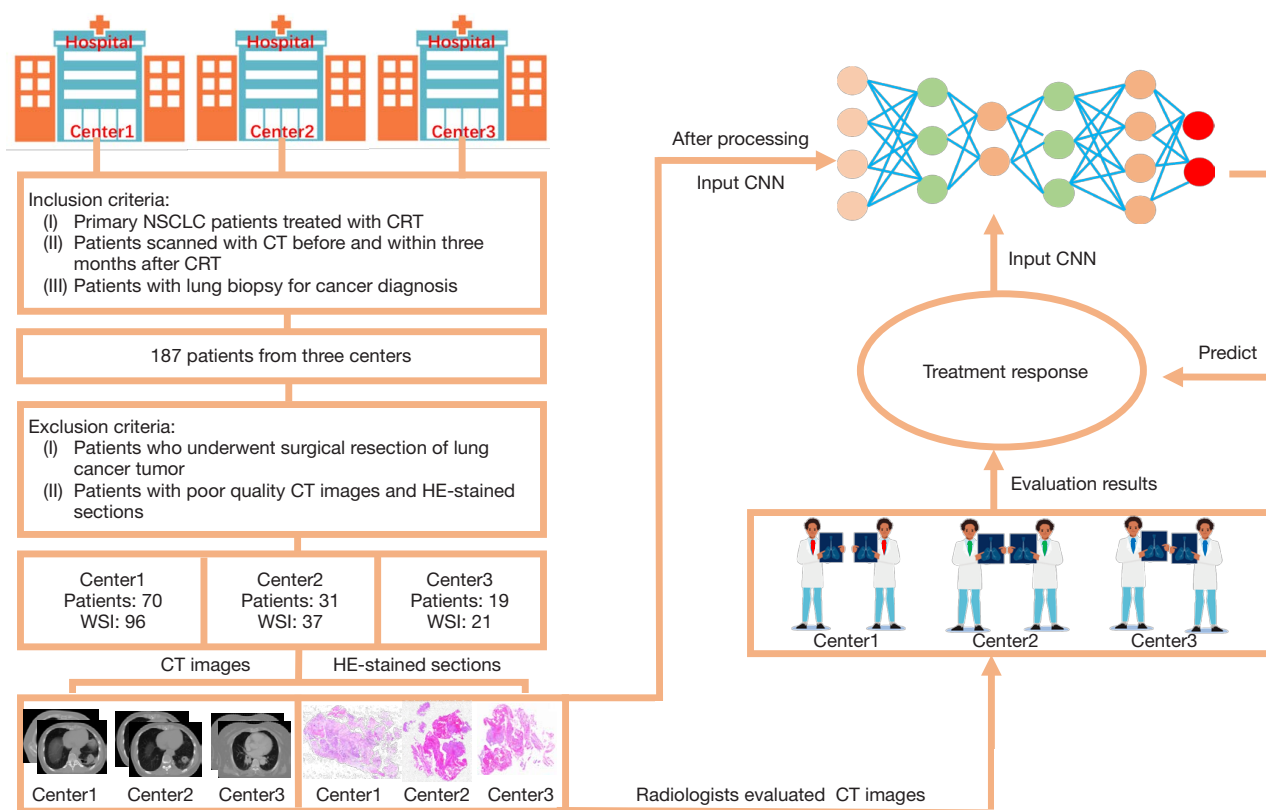 Hospital
Hospital
Hospital
Center1
Center2
Center3
Inclusion criteria:
(I) Primary NSCLC patients treated with CRT
(II) Patients scanned with CT before and within three
months after CRT
(III) Patients with lung biopsy for cancer diagnosis
187 patients from three centers
Exclusion criteria:
(I) Patients who underwent surgical resection of lung
cancer tumor
(II) Patients with poor quality CT images and HE-stained
sections
Center1
Patients: 70
WSI: 96
Center2
Patients: 31
WSI: 37
Center3
Patients: 19
WSI: 21
CT images
HE-stained sections
Center1
Center2
Center3
Center1
Center2
Center3
After processing
Input CNN
Input CNN
Treatment response
Predict
Evaluation results
Center1
Center2
Center3
Radiologists evaluated CT images